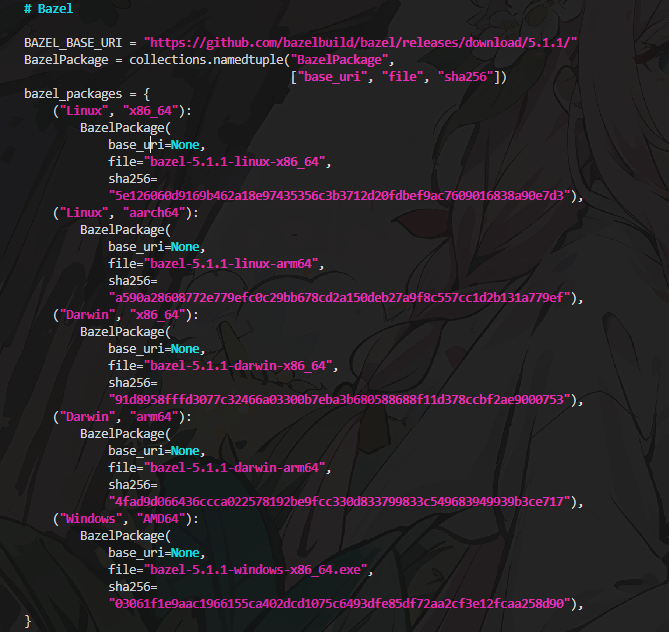 # Bazel
BAZEL_BASE_URI = "https://github.com/bazelbuild/bazel/releases/download/5.1.1/"
BazelPackage = collections.namedtuple("BazelPackage",
["base_uri", "file", "sha256"])
bazel_packages = {
("Linux", "x86_64"):
BazelPackage(
base_uri=None,
file="bazel-5.1.1-linux-x86_64",
sha256=
"5e126060d9169b462a18e97435356c3b3712d20fdbef9ac7609016838a90e7d3"),
("Linux", "aarch64"):
BazelPackage(
base_uri=None,
file="bazel-5.1.1-linux-arm64",
sha256=
"a590a28608772e779efc0c29bb678cd2a150deb27a9f8c557cc1d2b131a779ef"),
("Darwin", "x86_64"):
BazelPackage(
base_uri=None,
file="bazel-5.1.1-darwin-x86_64",
sha256=
"91d8958fffd3077c32466a03300b7eba3b680588688f11d378ccbf2ae9000753"),
("Darwin", "arm64"):
BazelPackage(
base_uri=None,
file="bazel-5.1.1-darwin-arm64",
sha256=
"4fad9d066436ccca022578192be9fcc330d833799833c549683949939b3ce717"),
("Windows", "AMD64"):
BazelPackage(
base_uri=None,
file="bazel-5.1.1-windows-x86_64.exe",
sha256=
"03061f1e9aac1966155ca402dcd1075c6493dfe85df72aa2cf3e12fcaa258d90"),
}